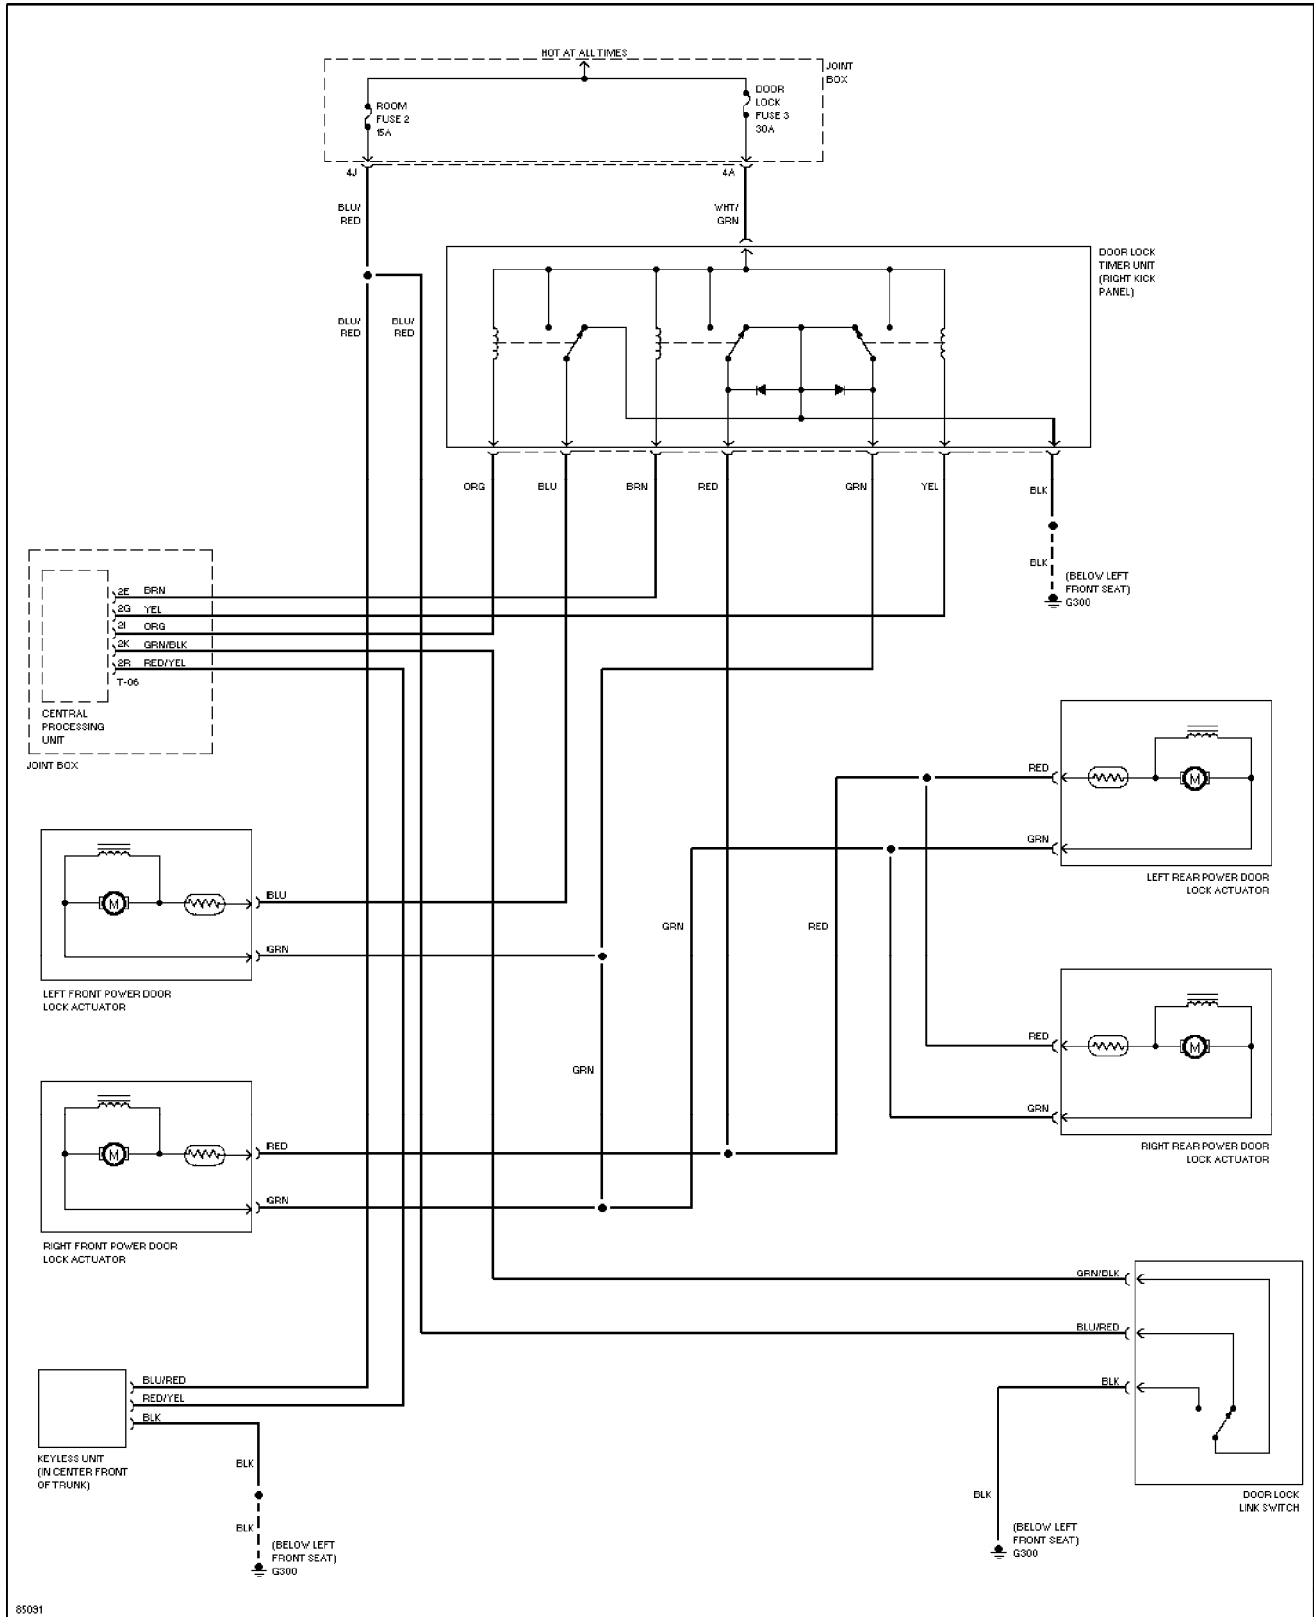 HOT AT ALL TIMES
JOINT
BOX
ROOM
FUSE 2
15A
DOOR
LOCK
FUSE 3
30A
4J
4A
BLU/
RED
WHT/
GRN
DOOR LOCK
TIMER UNIT
(RIGHT KICK
PANEL)
BLU/
RED
BLU/
RED
ORG
BLU
BRN
RED
GRN
YEL
BLK
BLK
(BELOW LEFT
FRONT SEAT)
G300
2E BRN
2G YEL
2I ORG
2K GRN/BLK
2R RED/YEL
T-06
CENTRAL
PROCESSING
UNIT
JOINT BOX
RED
M
GRN
LEFT REAR POWER DOOR
LOCK ACTUATOR
M
BLU
GRN
LEFT FRONT POWER DOOR
LOCK ACTUATOR
GRN
RED
RED
M
GRN
RIGHT REAR POWER DOOR
LOCK ACTUATOR
GRN
M
RED
GRN
RIGHT FRONT POWER DOOR
LOCK ACTUATOR
GRN/BLK
BLU/RED
BLK
BLK
DOOR LOCK
LINK SWITCH
(BELOW LEFT
FRONT SEAT)
G300
BLU/RED
RED/YEL
BLK
KEYLESS UNIT
(IN CENTER FRONT
OF TRUNK)
BLK
BLK
(BELOW LEFT
FRONT SEAT)
G300
85091